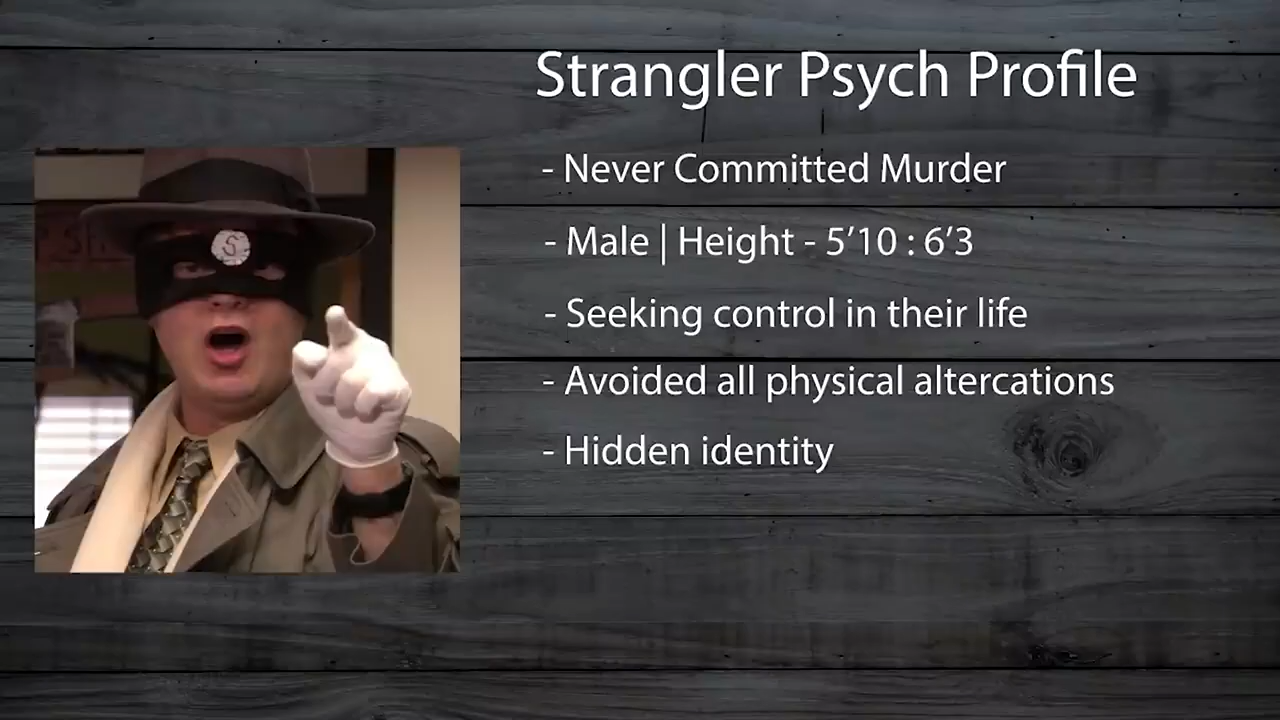 Strangler Psych Profile
- Never Committed Murder
- Male | Height - 5’10 : 6’3
- Seeking control in their life
- Avoided all physical altercations
- Hidden identity
S